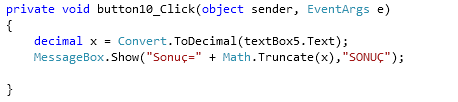 private void button10_Click(object sender, EventArgs e)
{
decimal x = Convert.ToDecimal(textBox5.Text);
MessageBox.Show("Sonuç=" + Math.Truncate(x),"SONUÇ");
}